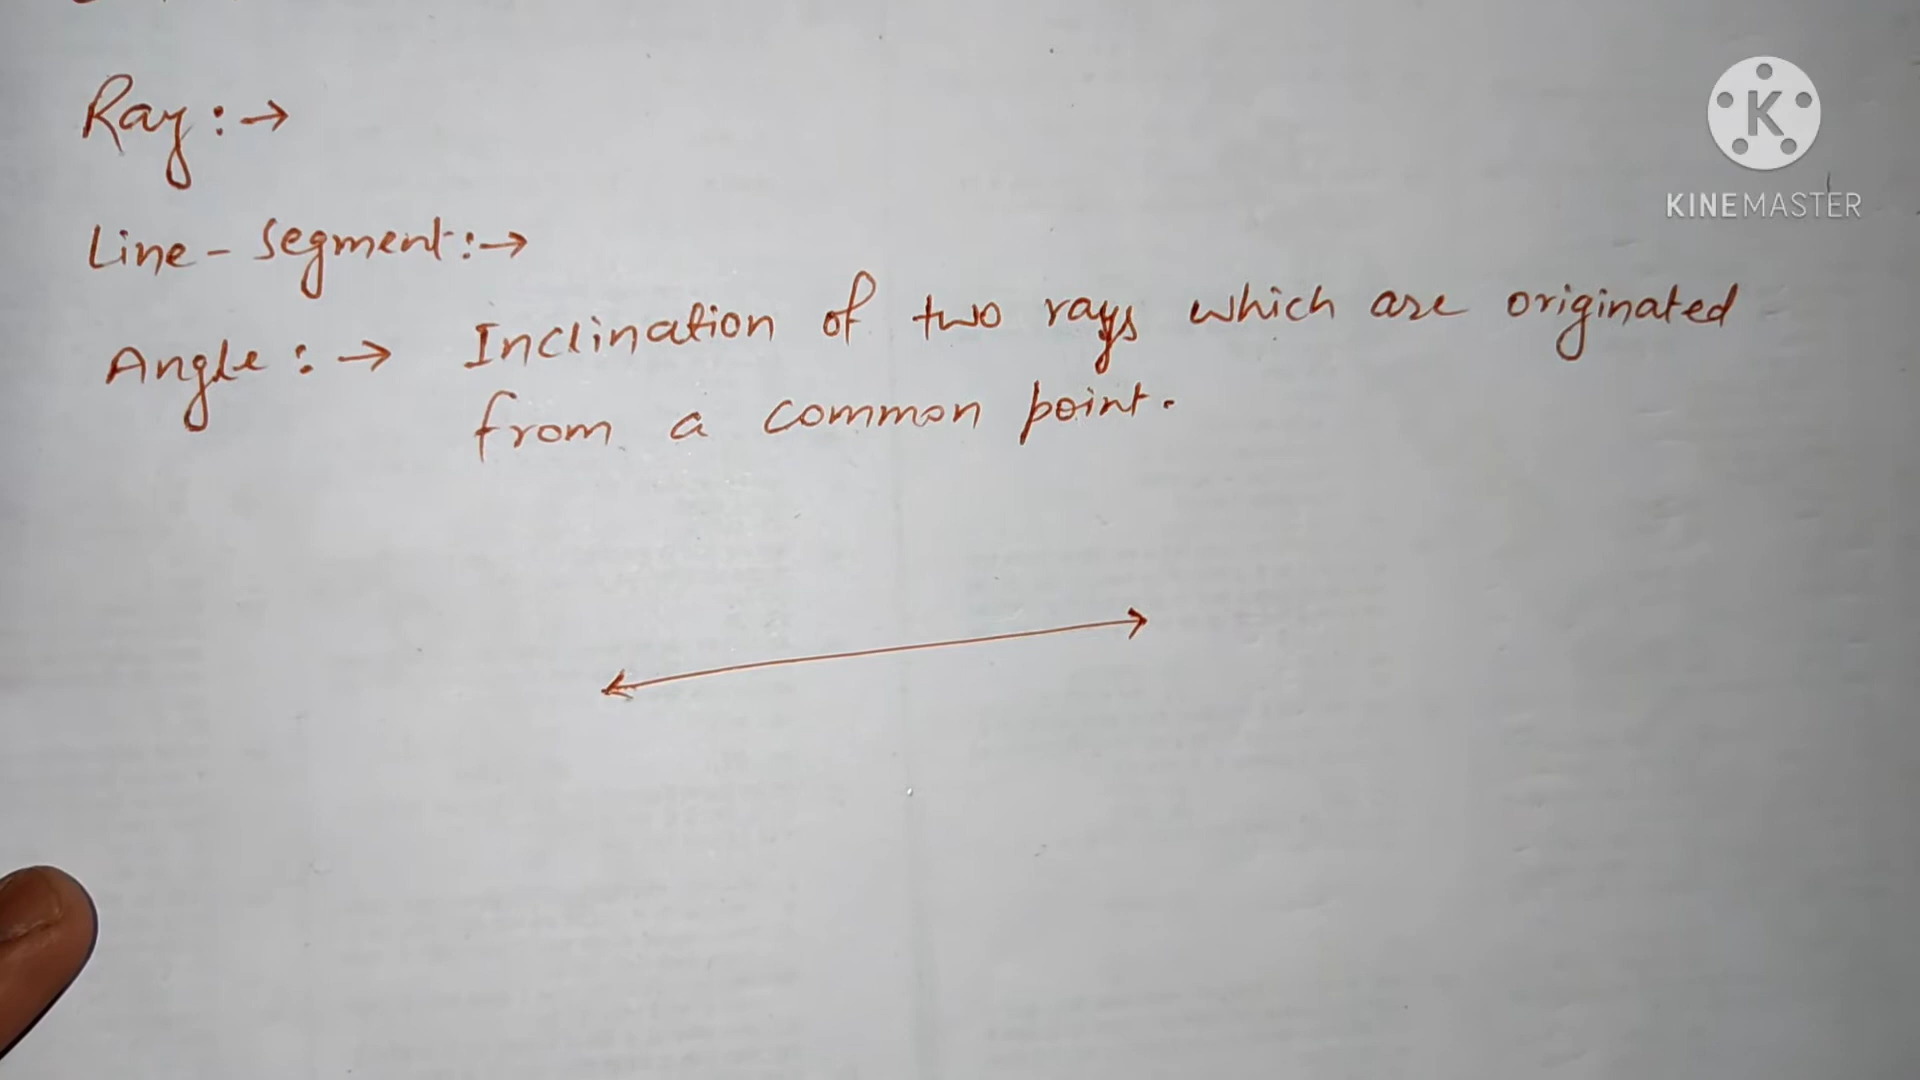 Ray :→
Line - segment :→
Angle :→ Inclination of two rays which are originated
from a common point.
K
KINEMASTER